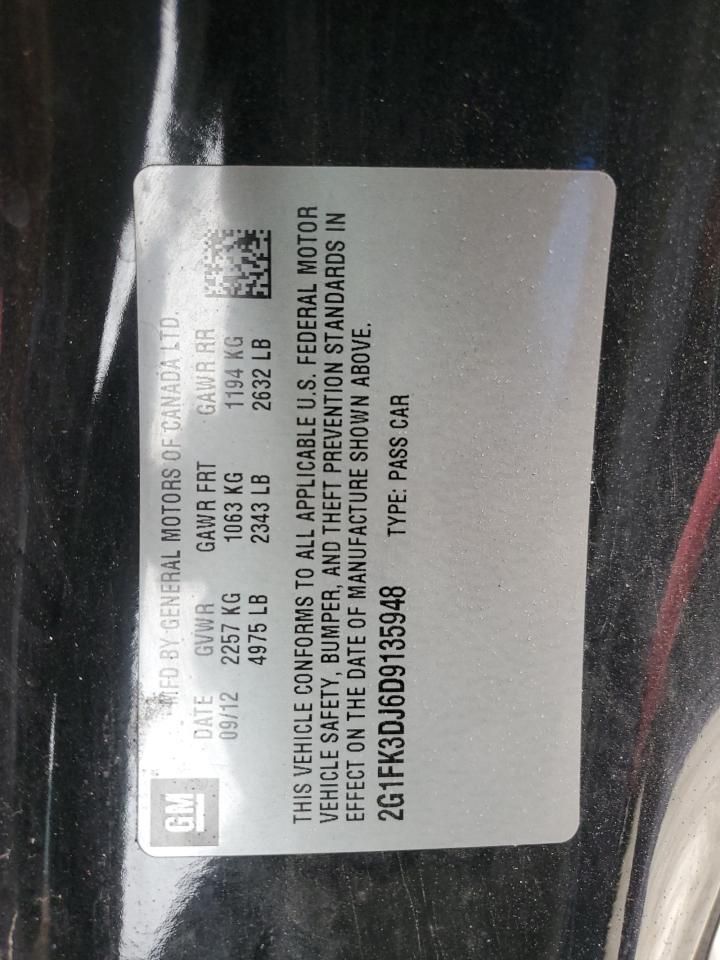 GM
MFD BY GENERAL MOTORS OF CANADA LTD.
DATE GVWR GAWR FRT GAWR RR
09/12 2257 KG 1063 KG 1194 KG
4975 LB 2343 LB 2632 LB
THIS VEHICLE CONFORMS TO ALL APPLICABLE U.S. FEDERAL MOTOR
VEHICLE SAFETY, BUMPER, AND THEFT PREVENTION STANDARDS IN
EFFECT ON THE DATE OF MANUFACTURE SHOWN ABOVE.
2G1FK3DJ6D9135948 TYPE: PASS CAR